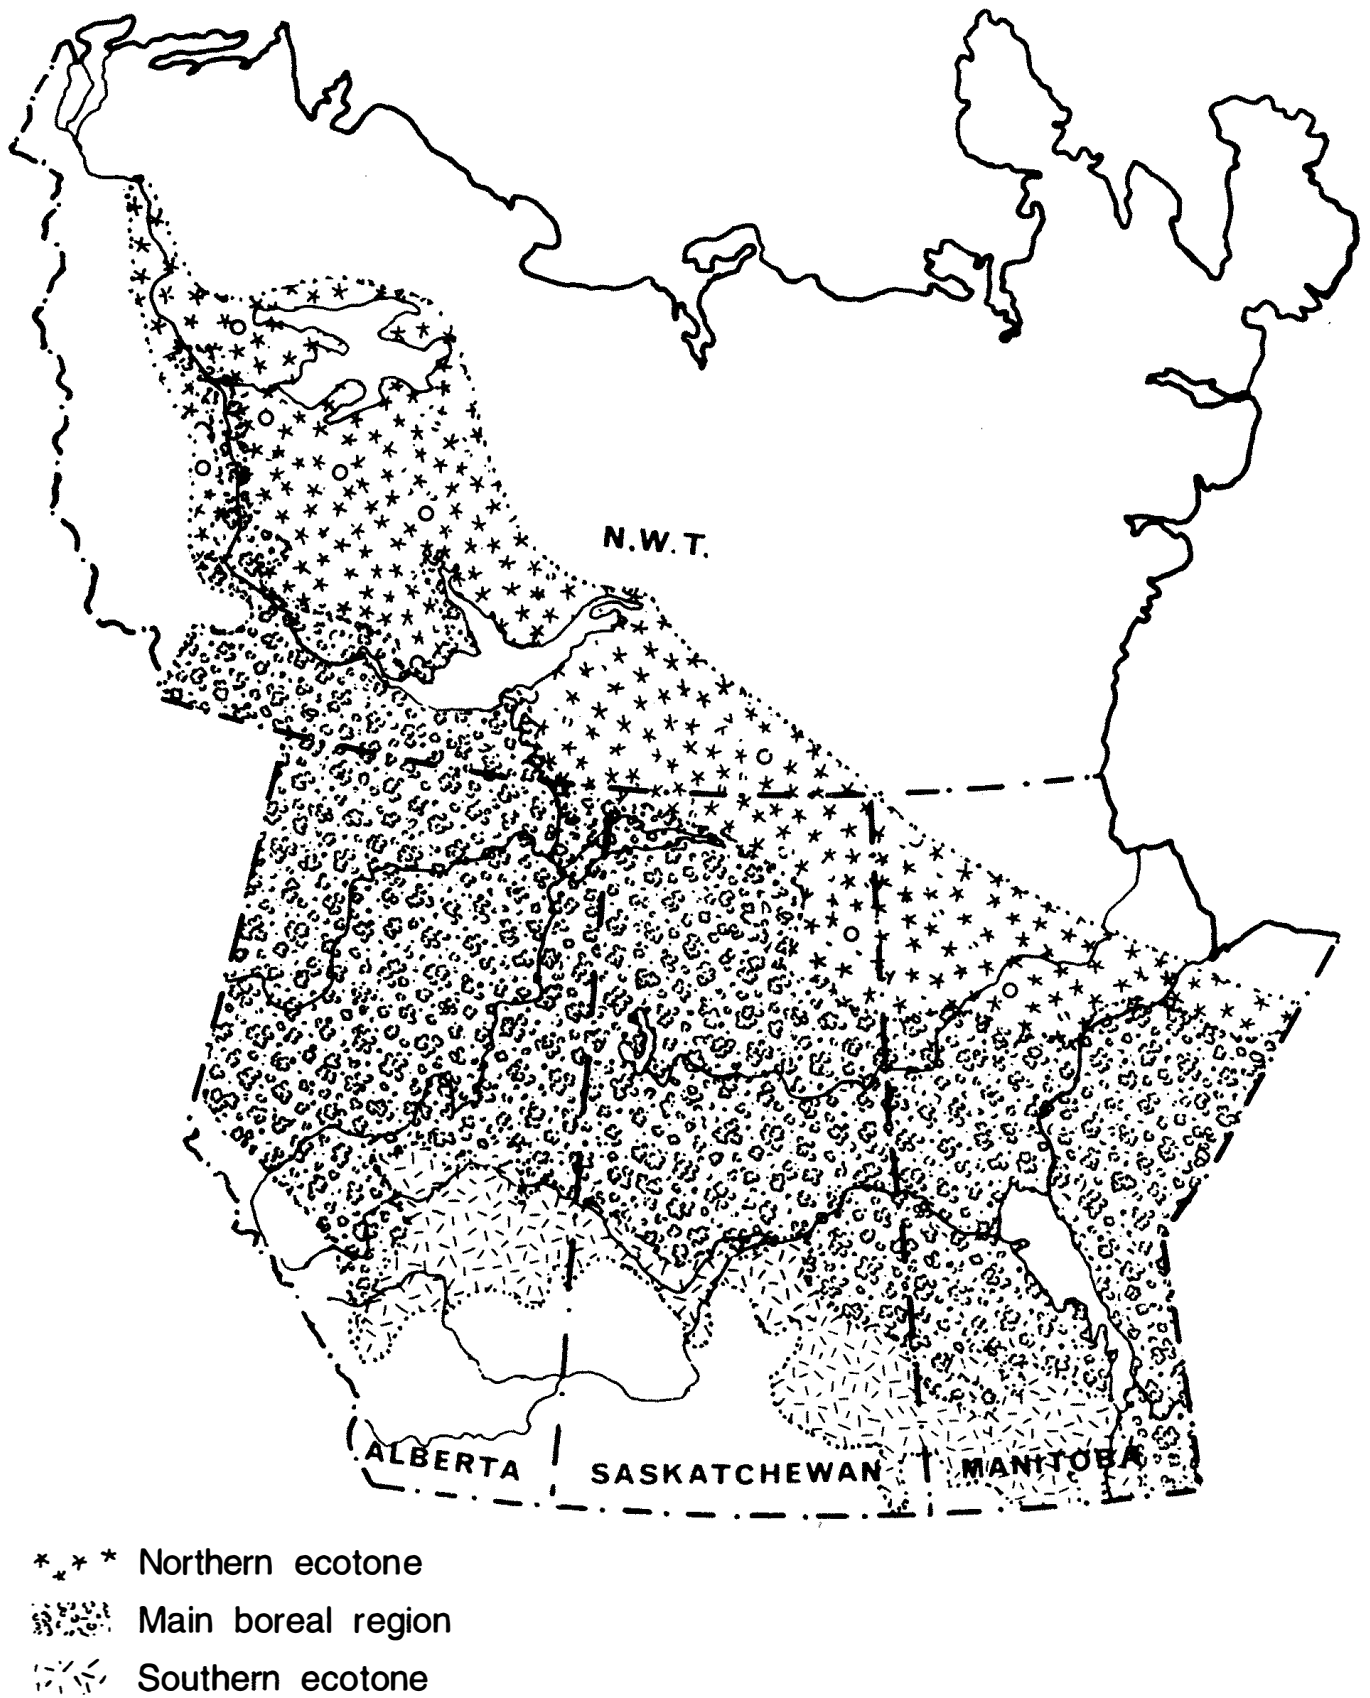 N.W.T.
ALBERTA
SASKATCHEWAN
MANITOBA
Northern ecotone
Main boreal region
Southern ecotone